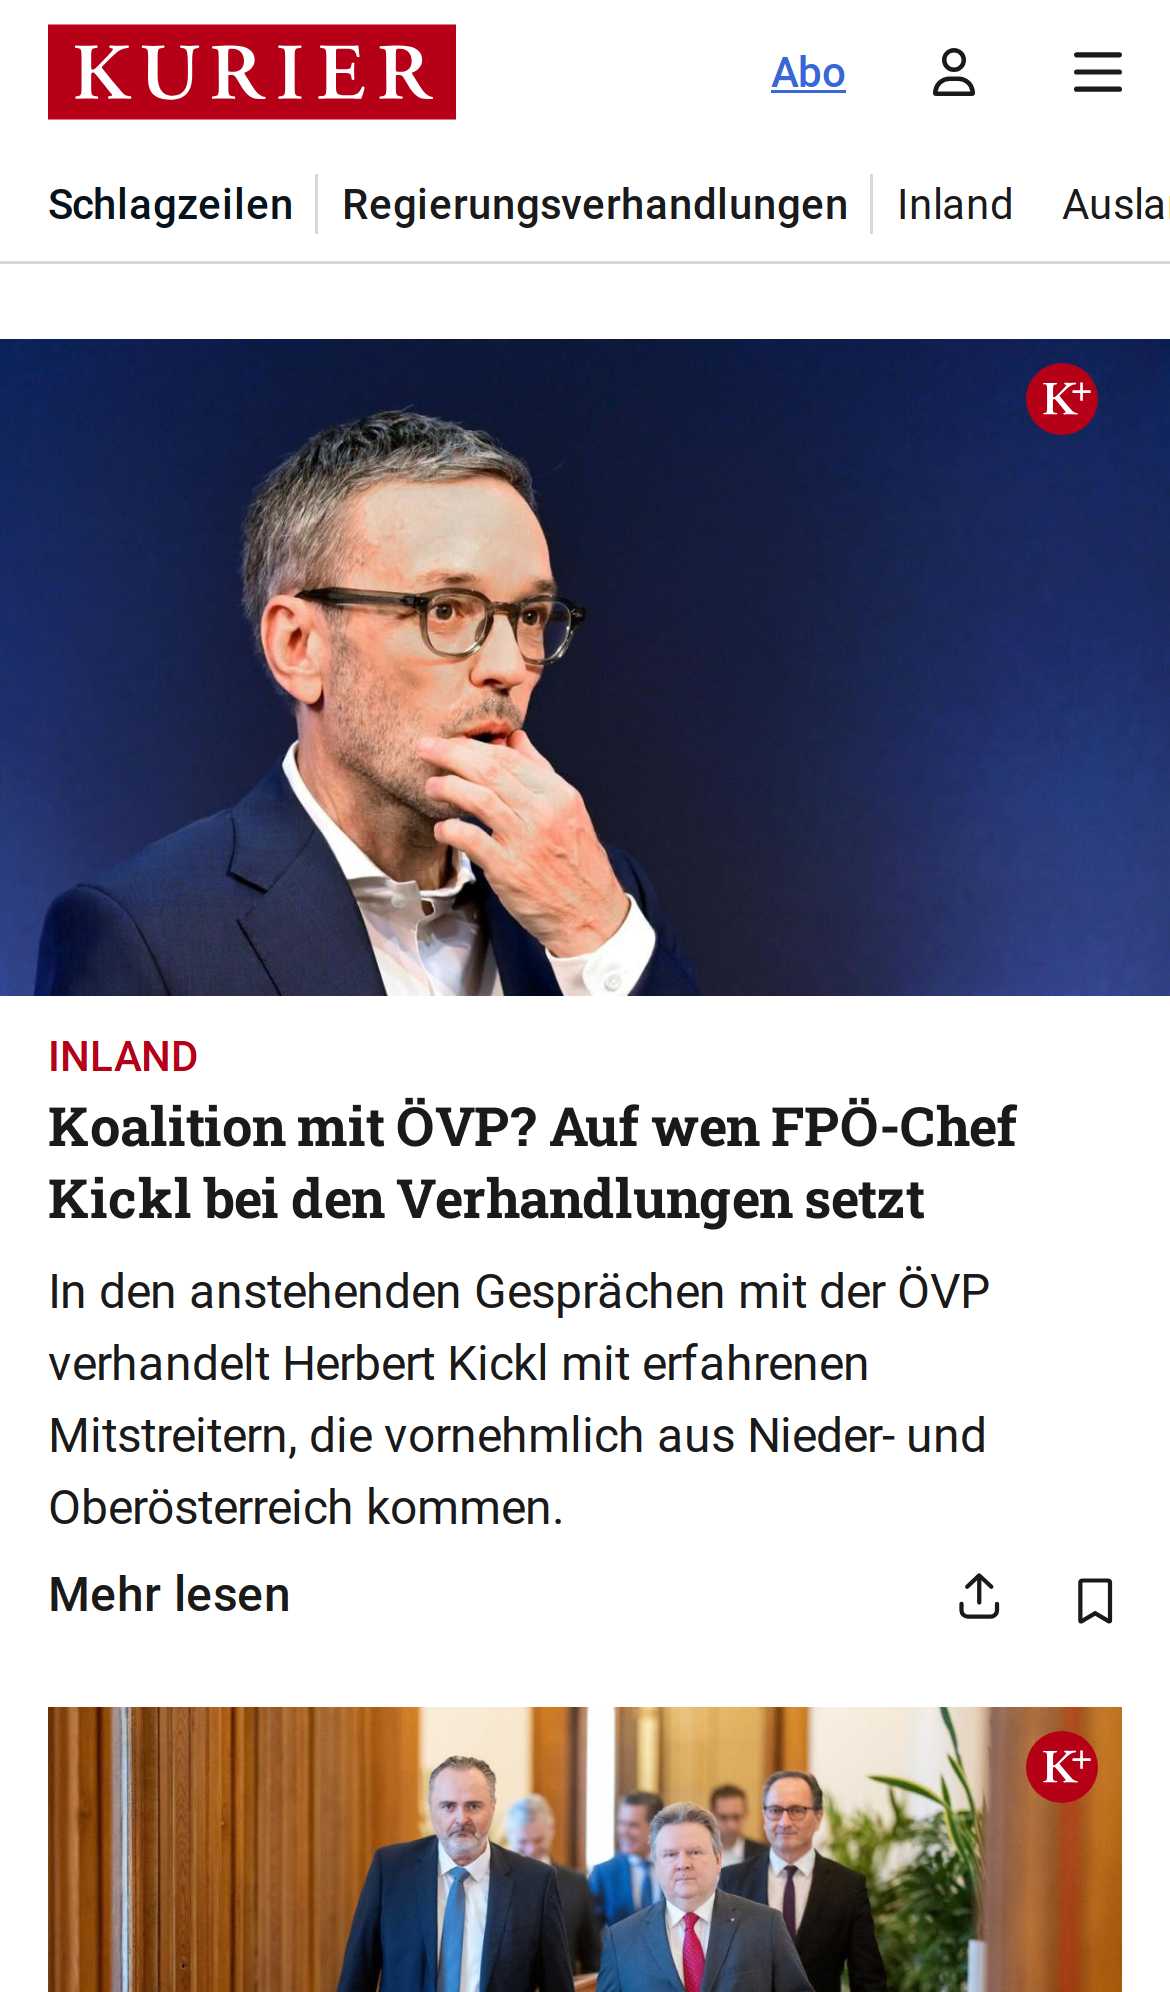 KURIER
Abo
Schlagzeilen
Regierungsverhandlungen
Inland
K+
INLAND
Koalition mit ÖVP? Auf wen FPÖ-Chef
Kickl bei den Verhandlungen setzt
In den anstehenden Gesprächen mit der ÖVP
verhandelt Herbert Kickl mit erfahrenen
Mitstreitern, die vornehmlich aus Nieder- und
Oberösterreich kommen.
Mehr lesen
K+